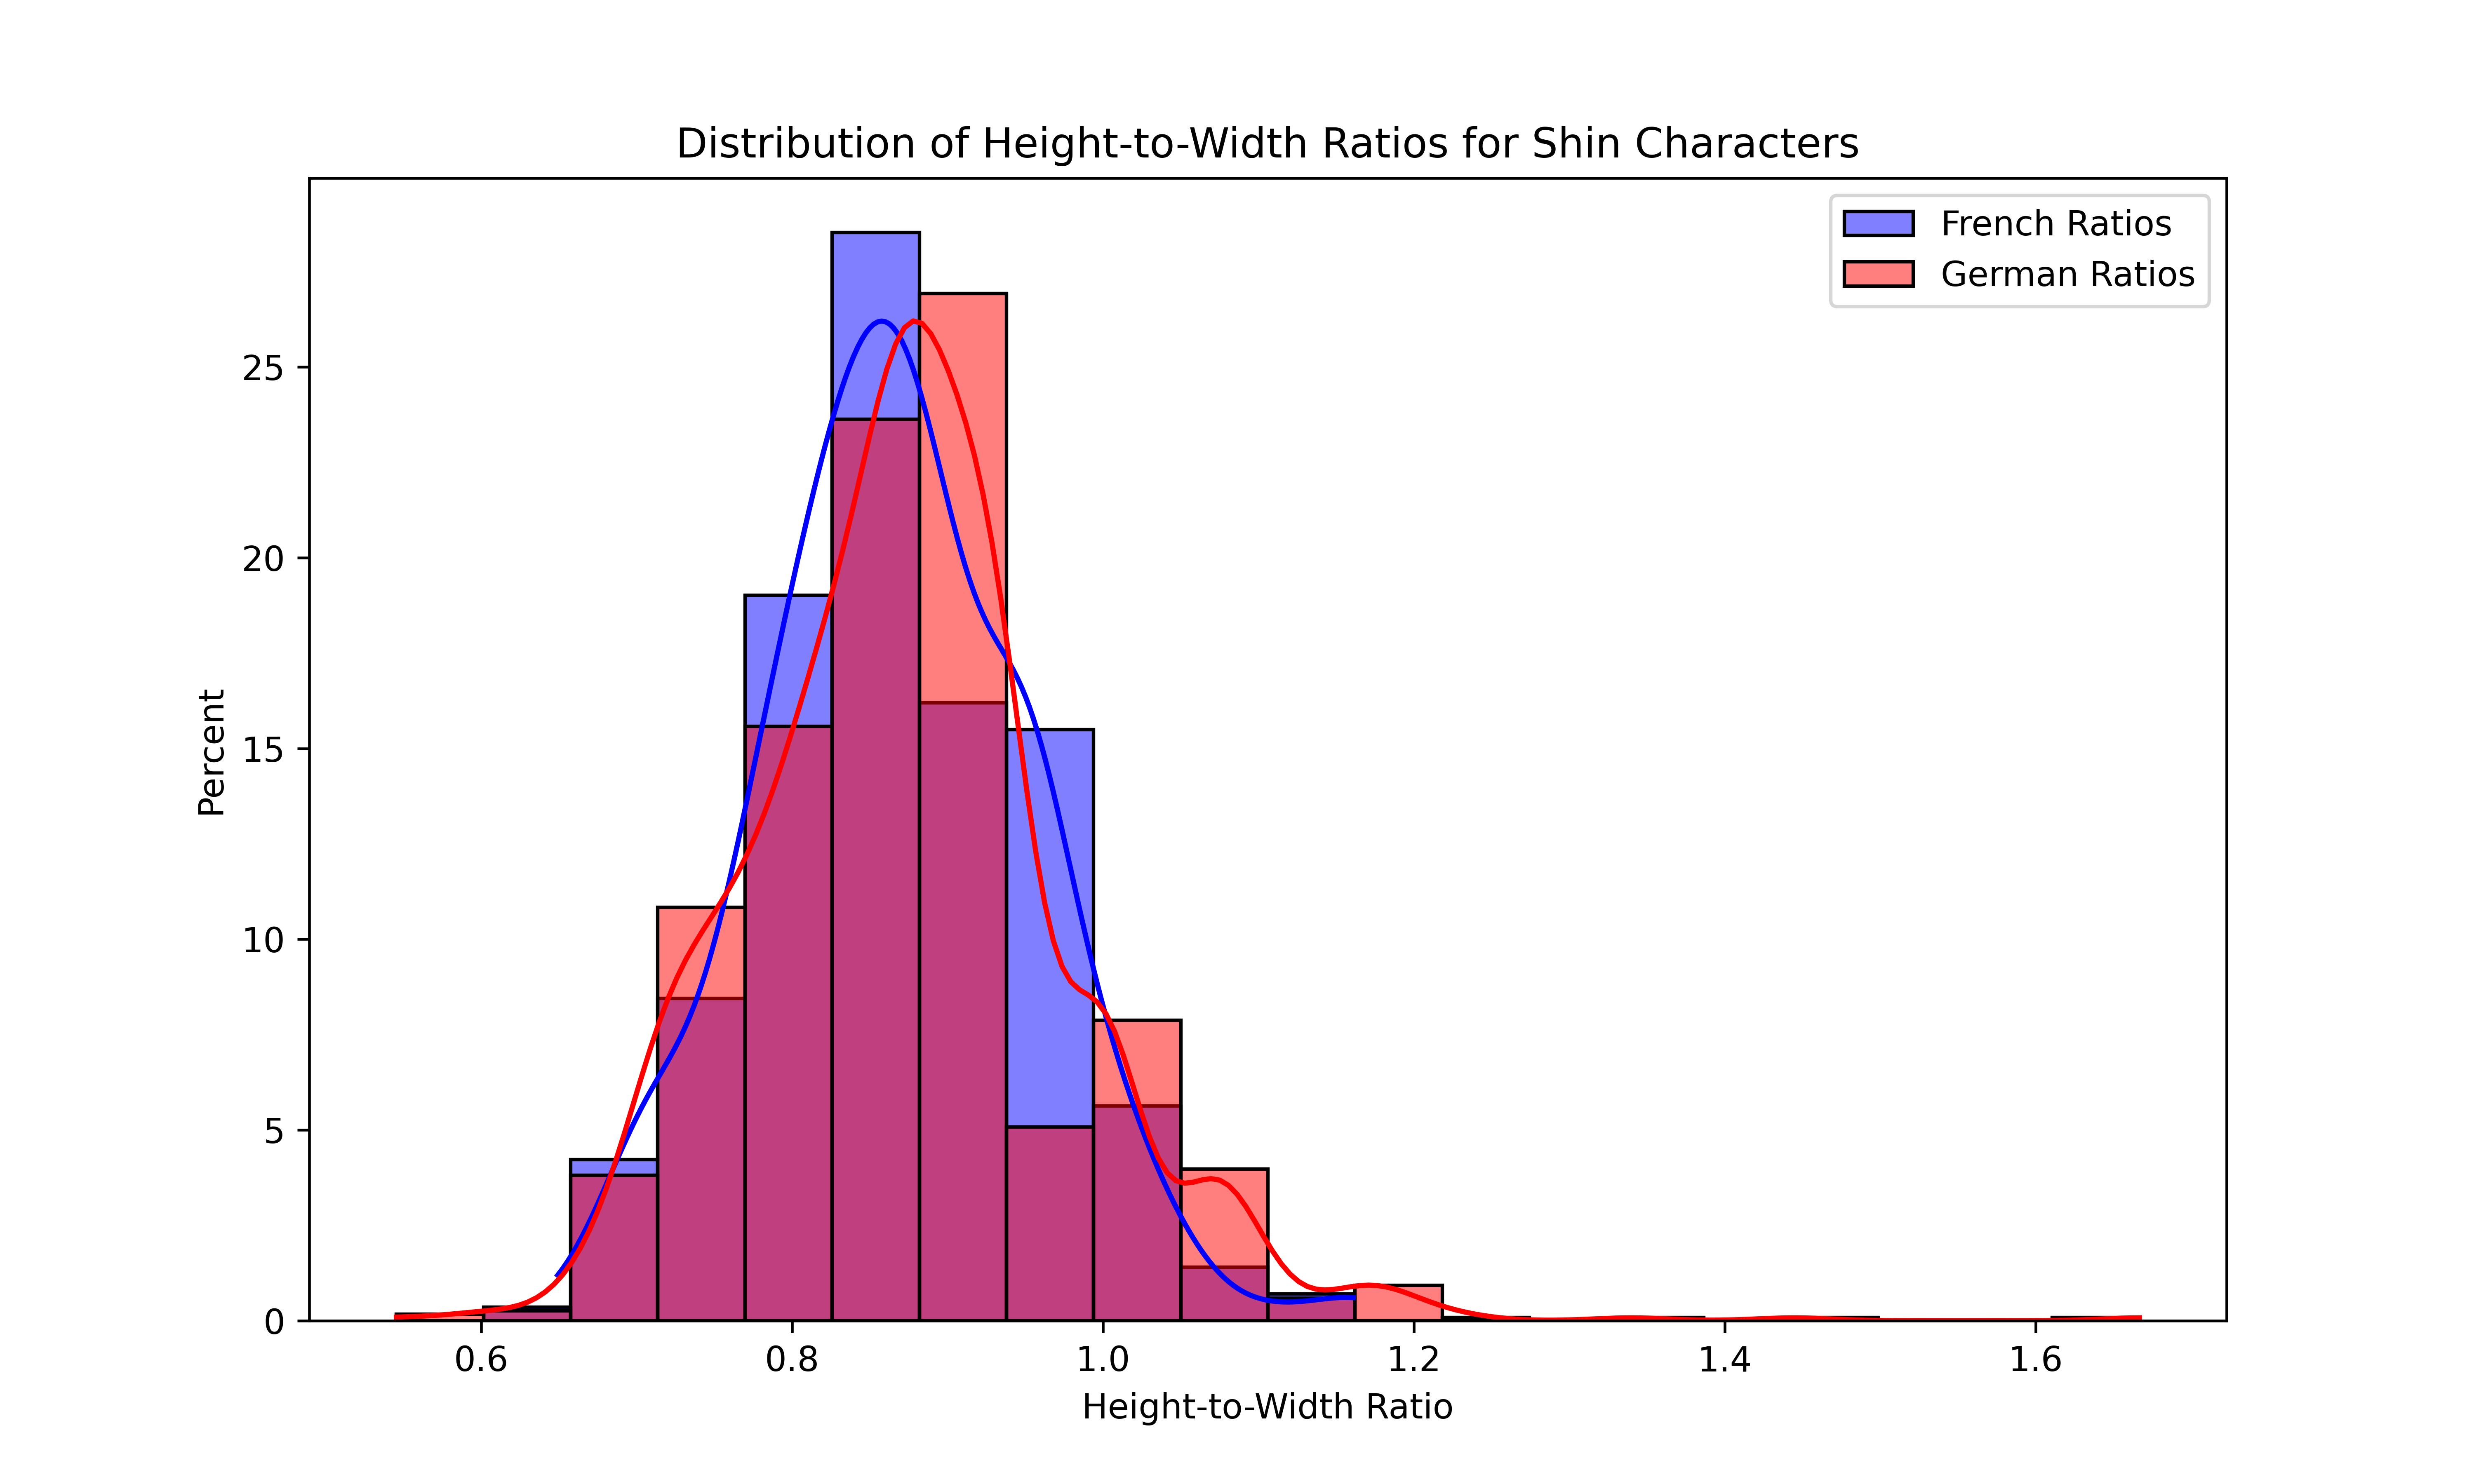 Distribution of Height-to-Width Ratios for Shin Characters
French Ratios
German Ratios
Percent
25
20
15
10
5
0
0.6 0.8 1.0 1.2 1.4 1.6
Height-to-Width Ratio